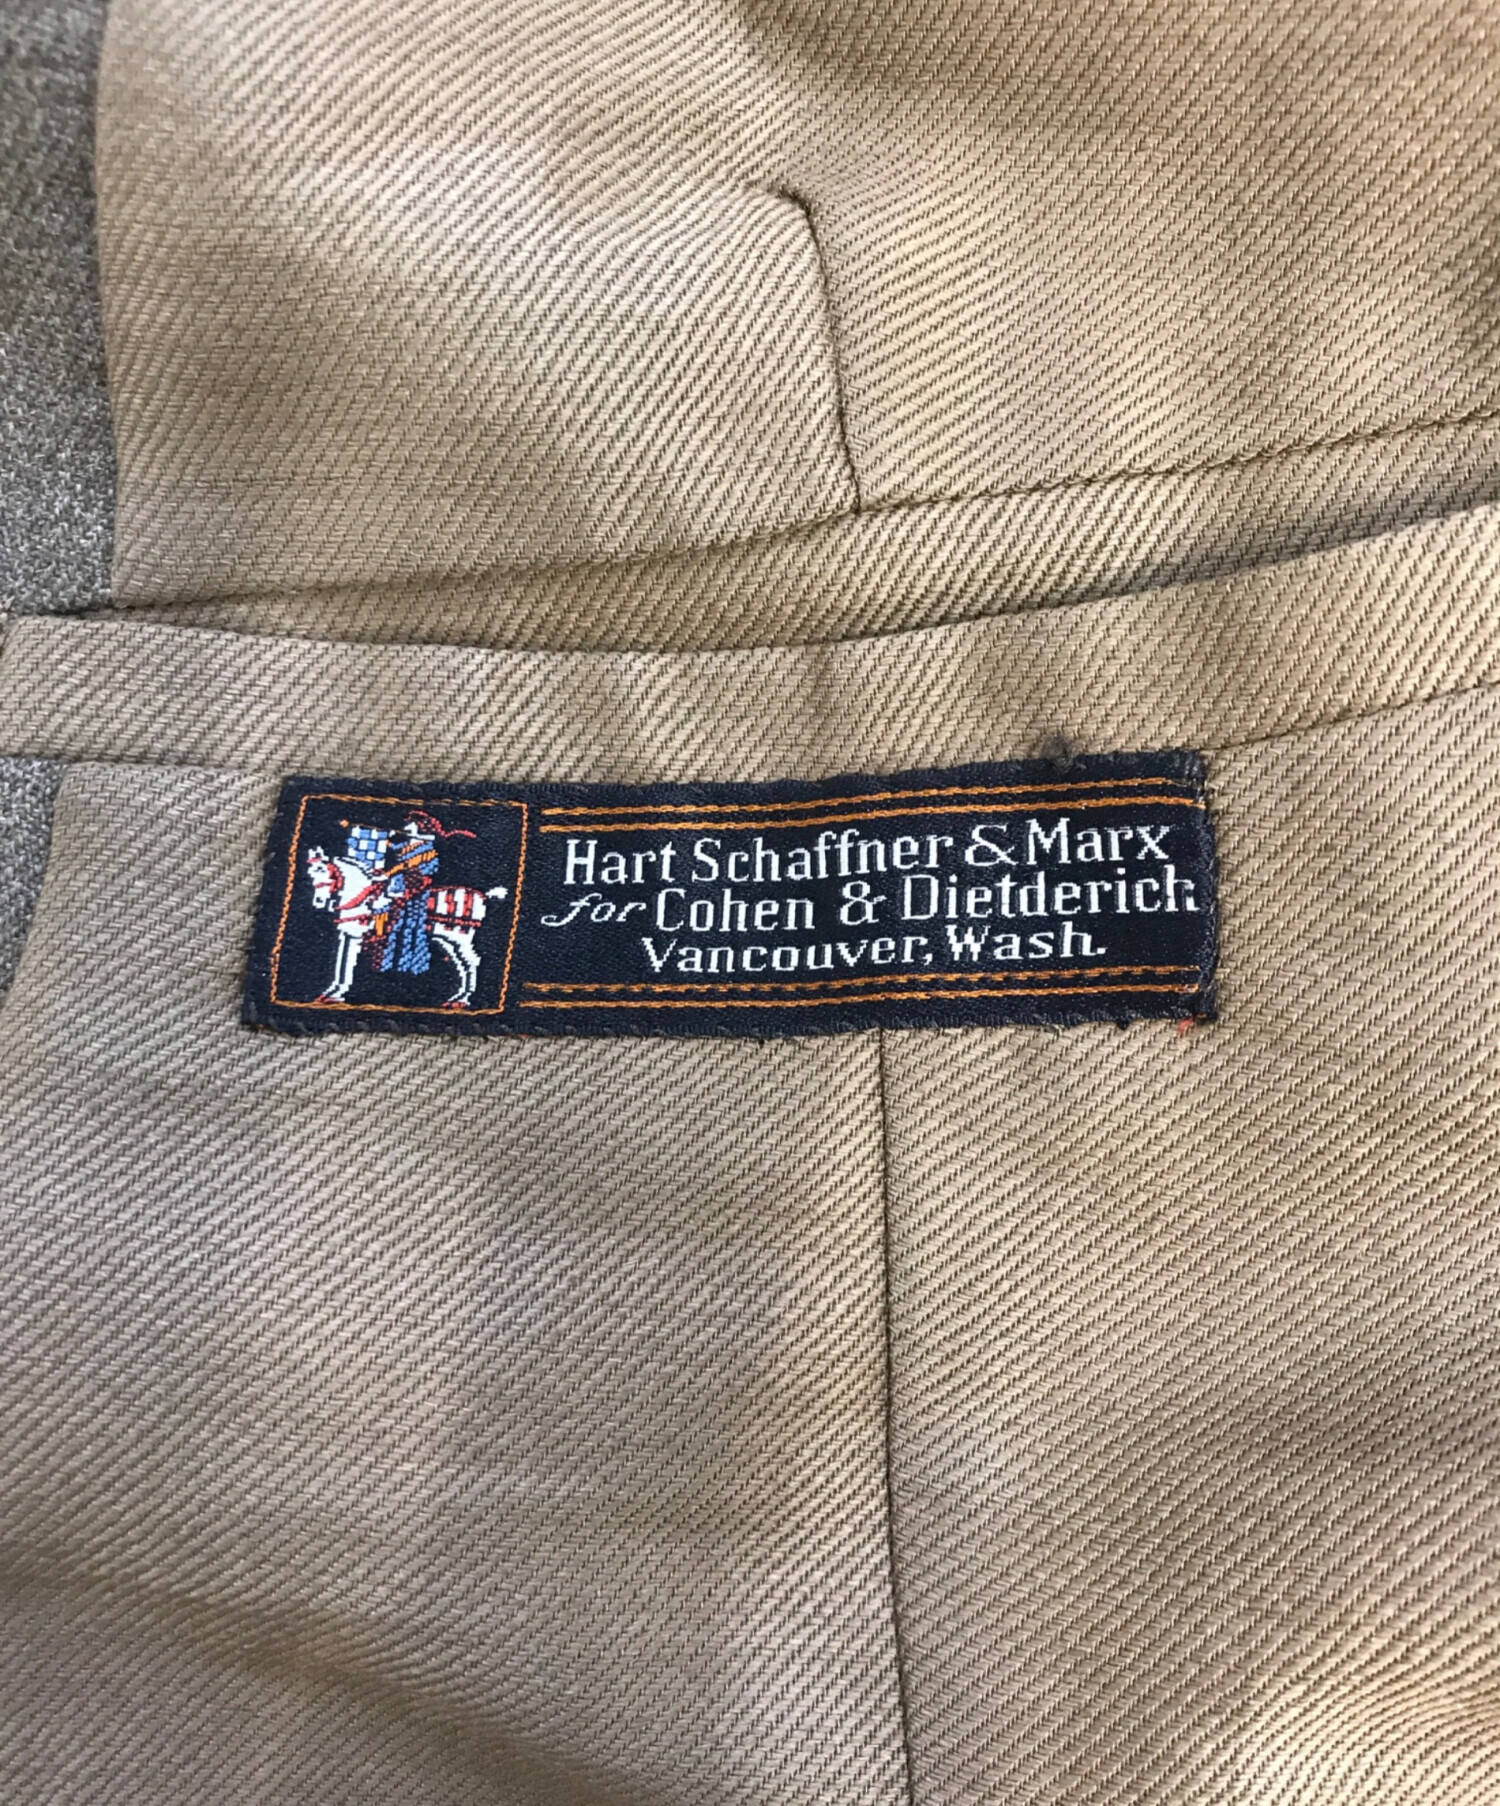 Hart Schaffner & Marx
for Cohen & Dietderich
Vancouver, Wash.